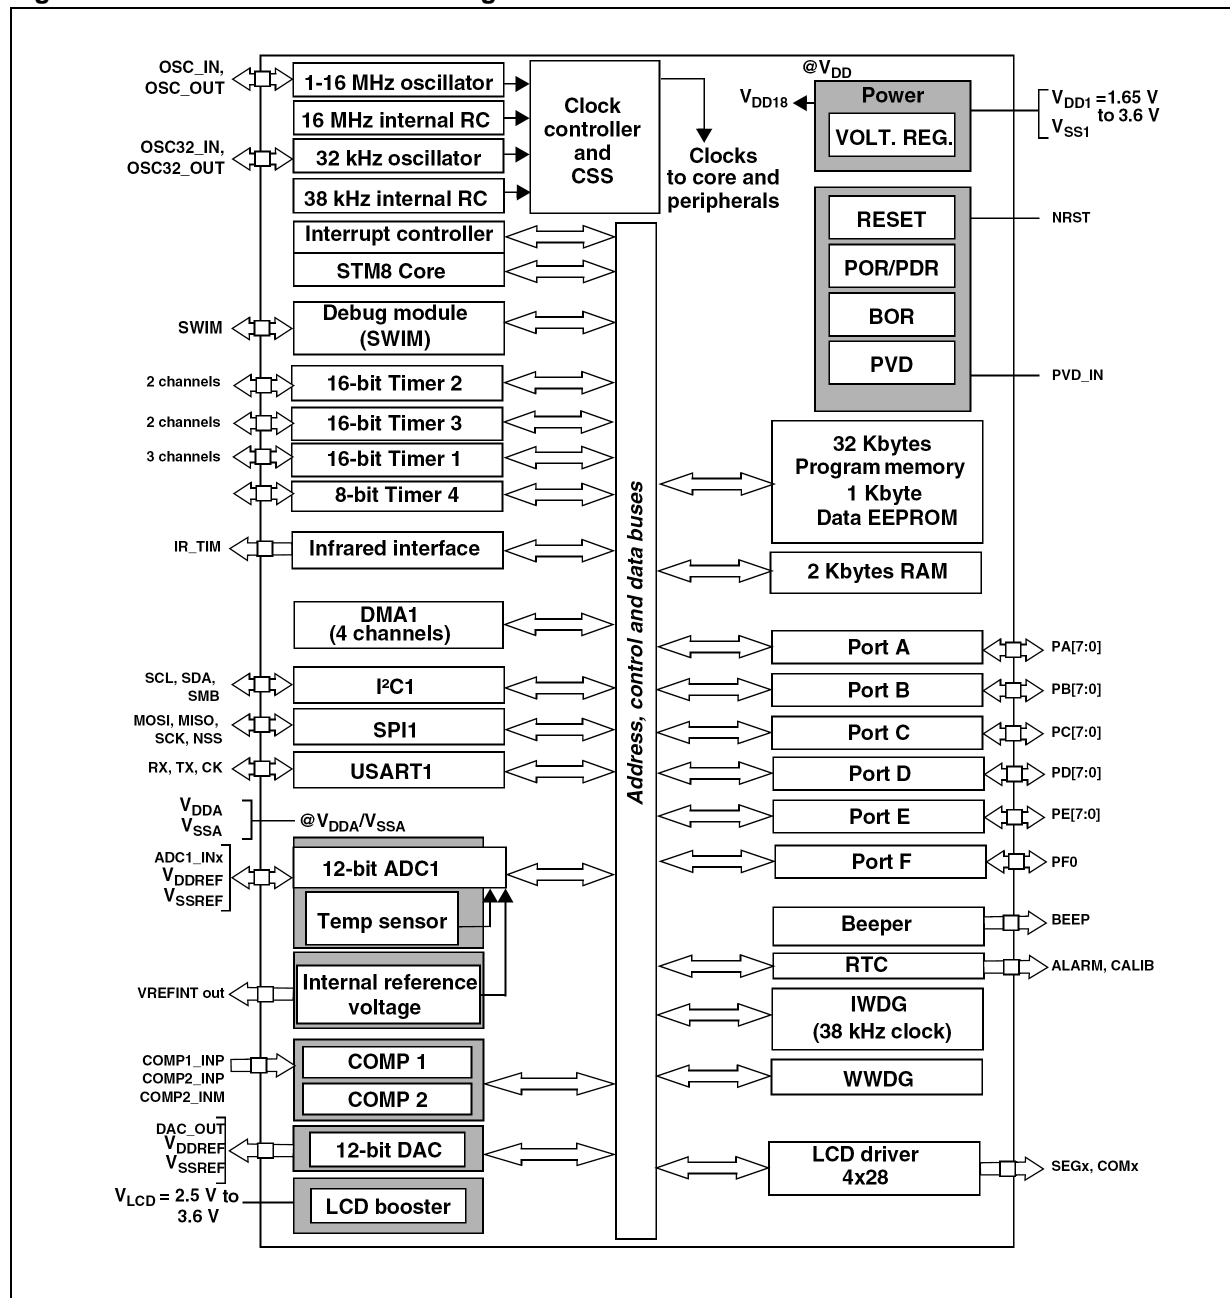 OSC_IN,
OSC_OUT
1-16 MHz oscillator
16 MHz internal RC
OSC32_IN,
OSC32_OUT
32 kHz oscillator
38 kHz internal RC
Clock
controller
and
CSS
Clocks
to core and
peripherals
@VDD
VDD18
Power
VOLT. REG.
VDD1 =1.65 V
to 3.6 V
VSS1
RESET
NRST
POR/PDR
BOR
PVD
PVD_IN
Interrupt controller
STM8 Core
SWIM
Debug module
(SWIM)
2 channels
16-bit Timer 2
2 channels
16-bit Timer 3
3 channels
16-bit Timer 1
8-bit Timer 4
IR_TIM
Infrared interface
DMA1
(4 channels)
SCL, SDA,
SMB
I²C1
MOSI, MISO,
SCK, NSS
SPI1
RX, TX, CK
USART1
VDDA
VSSA
@VDDA/VSSA
ADC1_INx
VDDREF
VSSREF
12-bit ADC1
Temp sensor
VREFINT out
Internal reference
voltage
COMP1_INP
COMP2_INP
COMP2_INM
COMP 1
COMP 2
DAC_OUT
VDDREF
VSSREF
12-bit DAC
VLCD = 2.5 V to
3.6 V
LCD booster
Address, control and data buses
32 Kbytes
Program memory
1 Kbyte
Data EEPROM
2 Kbytes RAM
Port A
PA[7:0]
Port B
PB[7:0]
Port C
PC[7:0]
Port D
PD[7:0]
Port E
PE[7:0]
Port F
PF0
Beeper
BEEP
RTC
ALARM, CALIB
IWDG
(38 kHz clock)
WWDG
LCD driver
4x28
SEGx, COMx